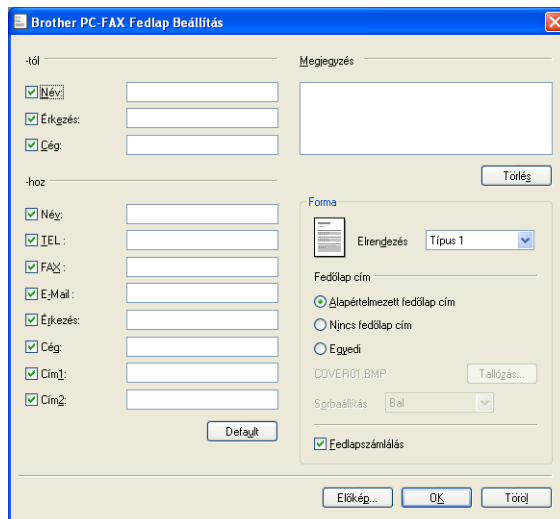 Brother PC-FAX Fedlap Beállítás
-tól
Név:
Érkezés:
Cég:
-hoz
Név:
TEL :
FAX :
E-Mail :
Érkezés:
Cég:
Cím1:
Cím2:
Default
Megjegyzés
Törlés
Forma
Elrendezés Típus 1
Fedőlap cím
Alapértelmezett fedőlap cím
Nincs fedőlap cím
Egyedi
COVER01.BMP Tallózás...
Sorbaállítás Bal
Fedlapszámlálás
Előkép... OK Töröl